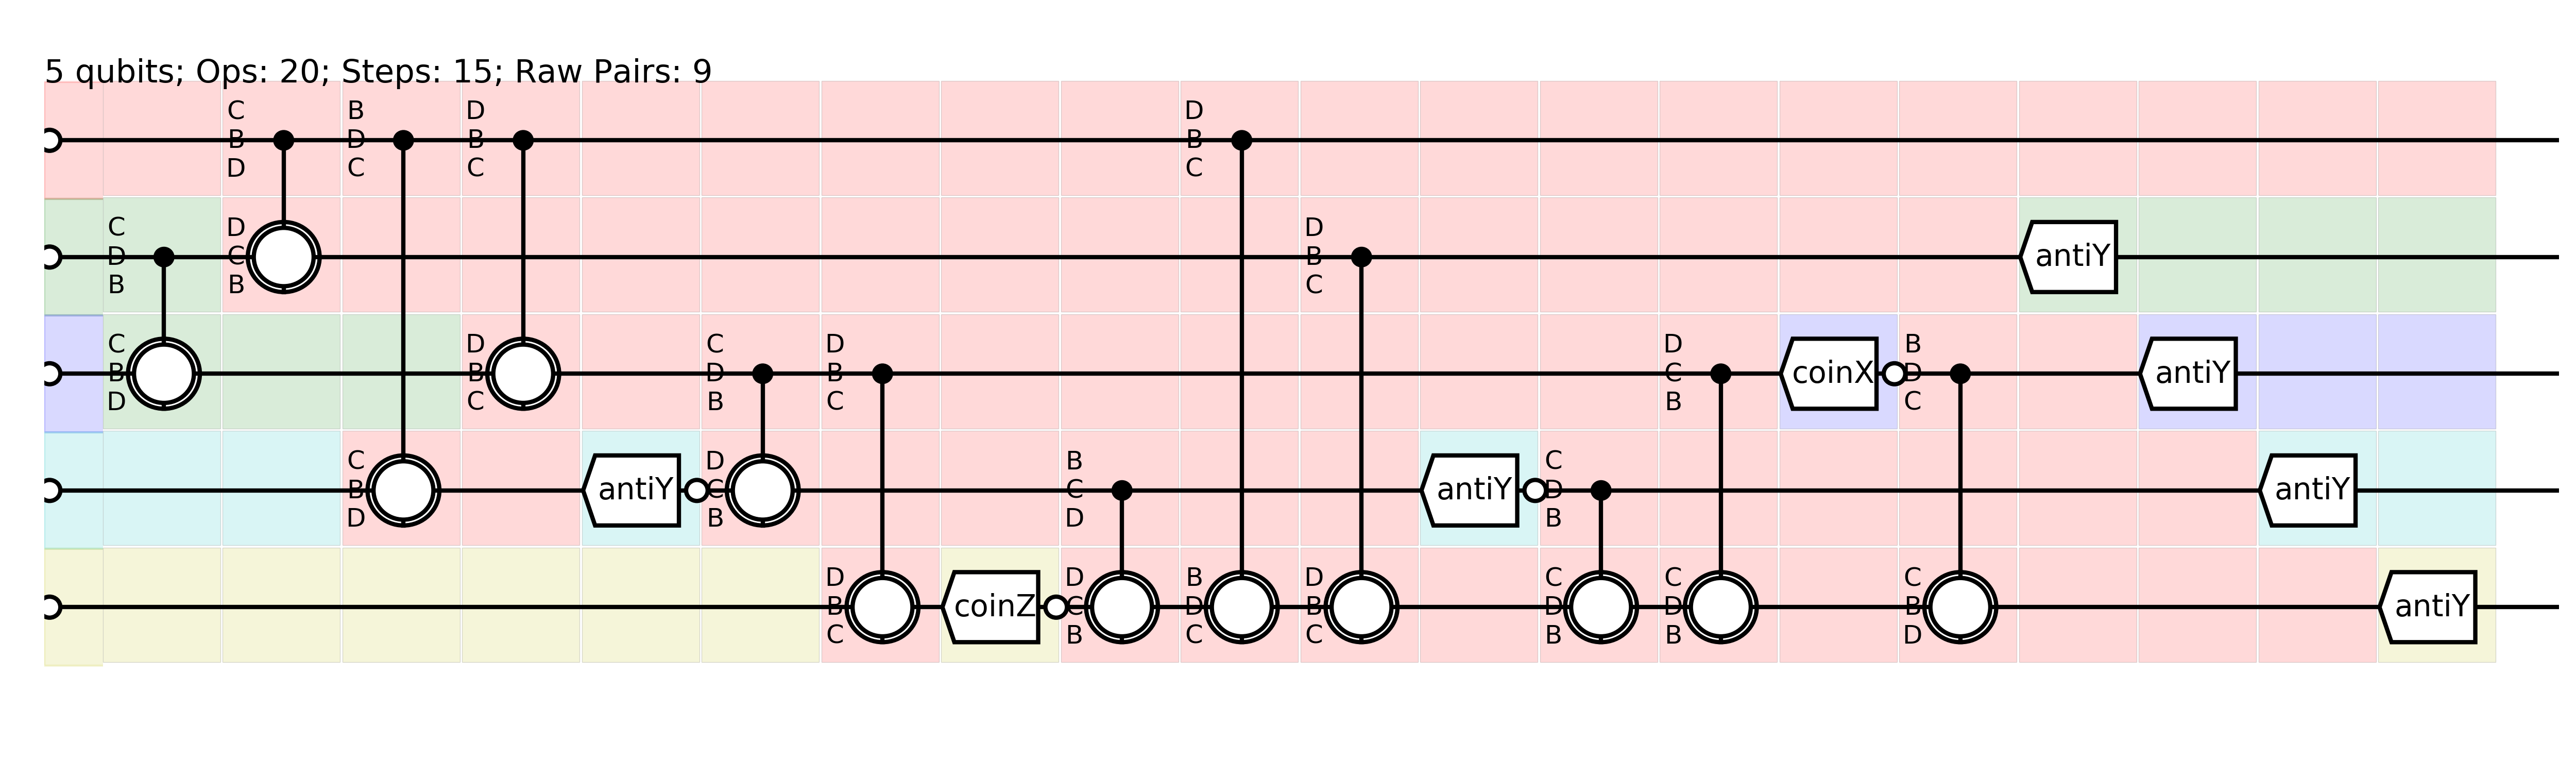 5 qubits; Ops: 20; Steps: 15; Raw Pairs: 9
C B D D
B D B B
D C C C
C D D
D C B
B B C
C D C D B antiY
B B D B coinX D
D C B C C antiY
C D B C
B antiY C C antiY D antiY
D B D B
D D B D C C C
B coinZ C D B D D B antiY
C B C C B B D